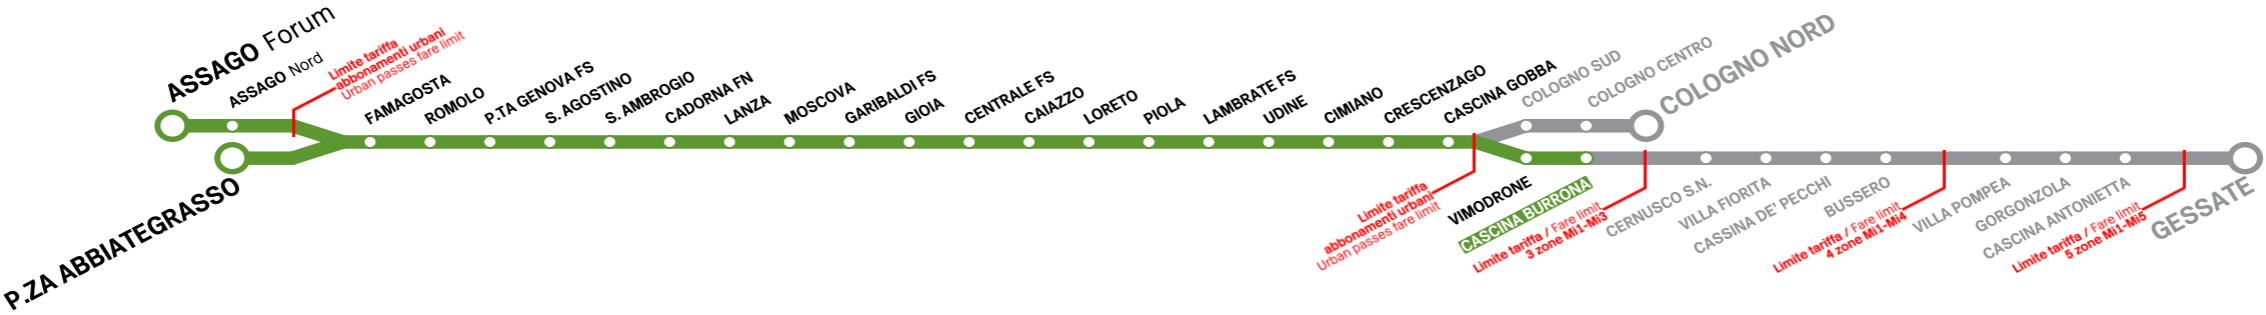 ASSAGO Forum
ASSAGO Nord
Limite tariffa
abbonamenti urbani
Urban passes fare limit
P.ZA ABBIATEGRASSO
FAMAGOSTA
ROMOLO
P.TA GENOVA FS
S. AGOSTINO
S. AMBROGIO
CADORNA FN
LANZA
MOSCOVA
GARIBALDI FS
GIOIA
CENTRALE FS
CAIAZZO
LORETO
PIOLA
LAMBRATE FS
UDINE
CIMIANO
CRESCENZAGO
CASCINA GOBBA
Limite tariffa
abbonamenti urbani
Urban passes fare limit
COLOGNO SUD
COLOGNO CENTRO
COLOGNO NORD
VIMODRONE
CASCINA BURRONA
Limite tariffa / Fare limit
3 zone Mi1-Mi3
CERNUSCO S.N.
VILLA FIORITA
CASSINA DE' PECCHI
BUSSERO
Limite tariffa / Fare limit
4 zone Mi1-Mi4
VILLA POMPEA
GORGONZOLA
CASCINA ANTONIETTA
Limite tariffa / Fare limit
5 zone Mi1-Mi5
GESSATE